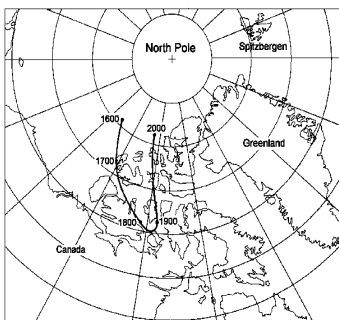 North Pole
Spitzbergen
1600
2000
Greenland
1700
1800
1900
Canada